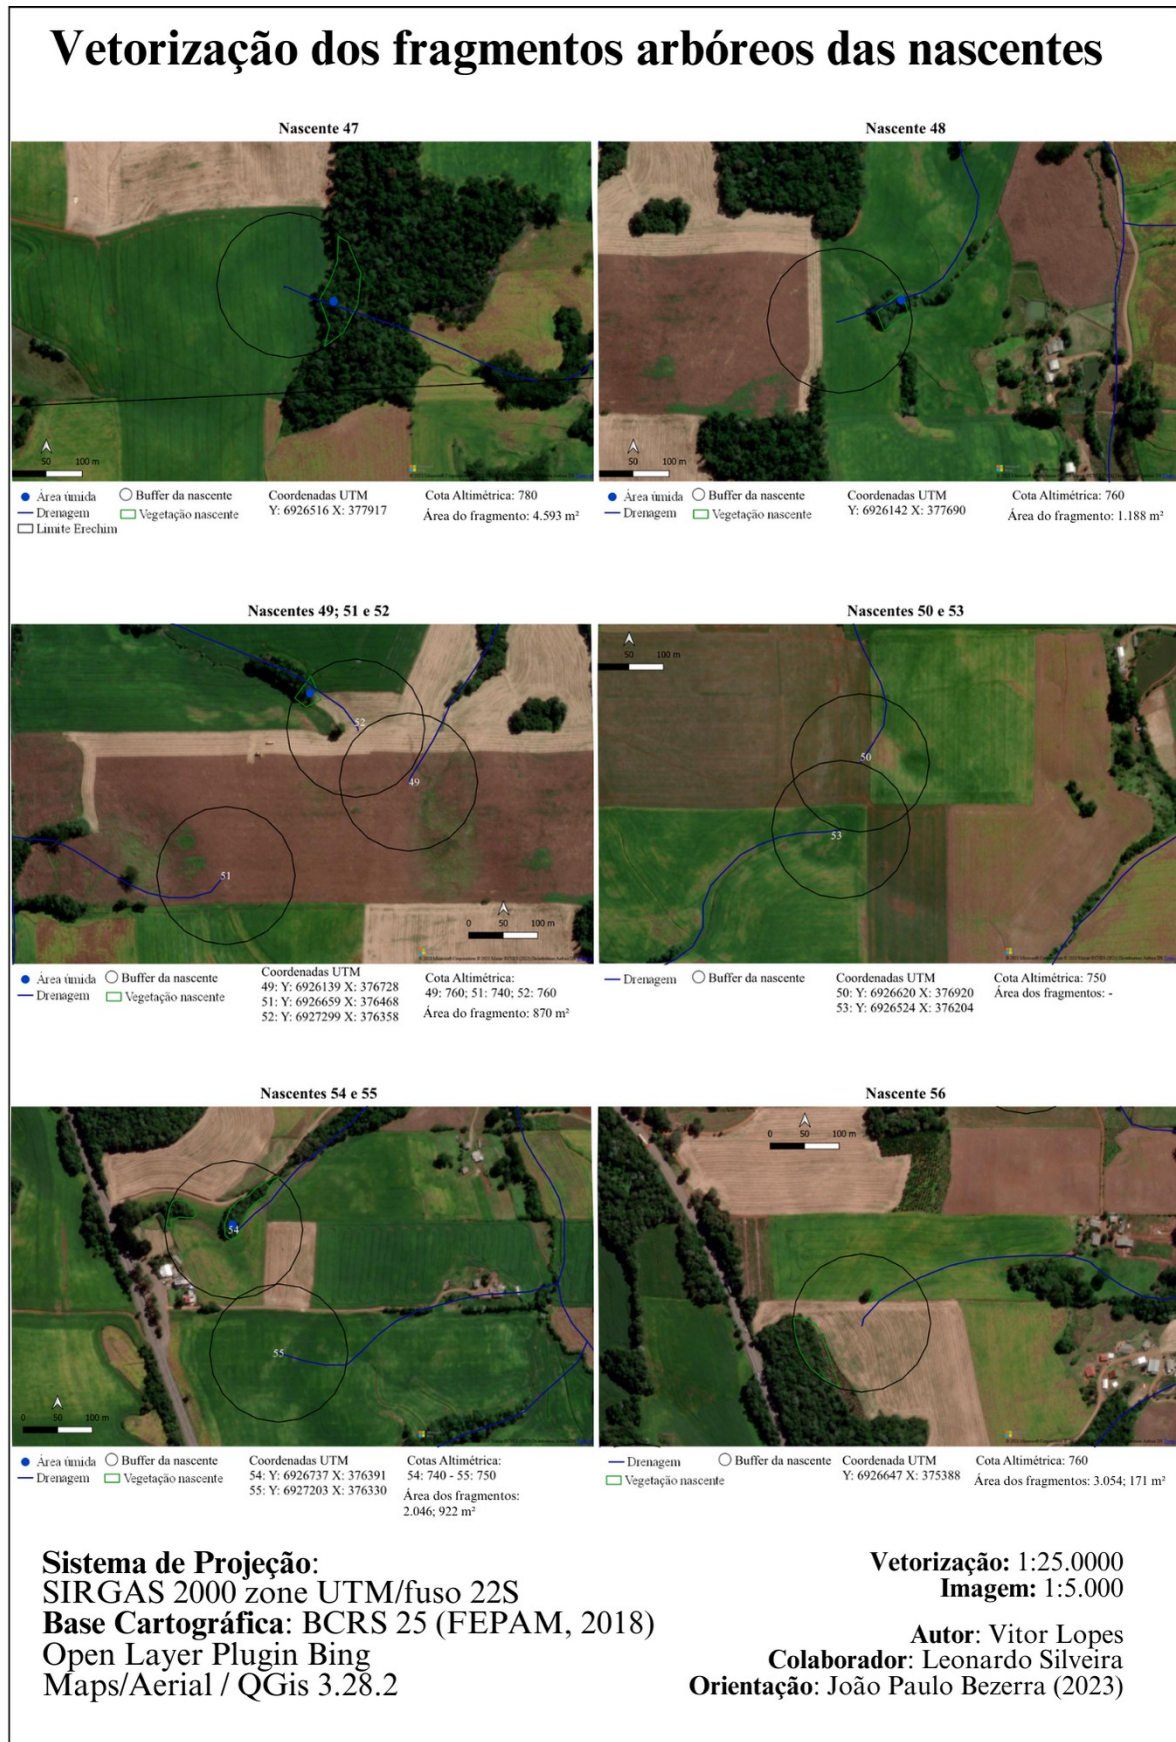 Vetorização dos fragmentos arbóreos das nascentes
Nascente 47
50 100 m
Área úmida
Buffer da nascente
Drenagem
Vegetação nascente
Limite Erechim
Coordenadas UTM
Y: 6926516 X: 377917
Cota Altimétrica: 780
Área do fragmento: 4.593 m²
Nascente 48
50 100 m
Área úmida
Buffer da nascente
Drenagem
Vegetação nascente
Coordenadas UTM
Y: 6926142 X: 377690
Cota Altimétrica: 760
Área do fragmento: 1.188 m²
Nascentes 49; 51 e 52
52
49
51
0 50 100 m
Área úmida
Buffer da nascente
Drenagem
Vegetação nascente
Coordenadas UTM
49: Y: 6926139 X: 376728
51: Y: 6926659 X: 376468
52: Y: 6927299 X: 376358
Cota Altimétrica:
49: 760; 51: 740; 52: 760
Área do fragmento: 870 m²
Nascentes 50 e 53
50 100 m
50
53
Drenagem
Buffer da nascente
Coordenadas UTM
50: Y: 6926620 X: 376920
53: Y: 6926524 X: 376204
Cota Altimétrica: 750
Área dos fragmentos: -
Nascentes 54 e 55
54
55
0 50 100 m
Área úmida
Buffer da nascente
Drenagem
Vegetação nascente
Coordenadas UTM
54: Y: 6926737 X: 376391
55: Y: 6927203 X: 376330
Cotas Altimétrica:
54: 740 - 55: 750
Área dos fragmentos:
2.046; 922 m²
Nascente 56
0 50 100 m
Drenagem
Buffer da nascente
Vegetação nascente
Coordenada UTM
Y: 6926647 X: 375388
Cota Altimétrica: 760
Área dos fragmentos: 3.054; 171 m²
Sistema de Projeção:
SIRGAS 2000 zone UTM/fuso 22S
Base Cartográfica: BCRS 25 (FEPAM, 2018)
Open Layer Plugin Bing
Maps/Aerial / QGis 3.28.2
Vetorização: 1:25.0000
Imagem: 1:5.000
Autor: Vitor Lopes
Colaborador: Leonardo Silveira
Orientação: João Paulo Bezerra (2023)